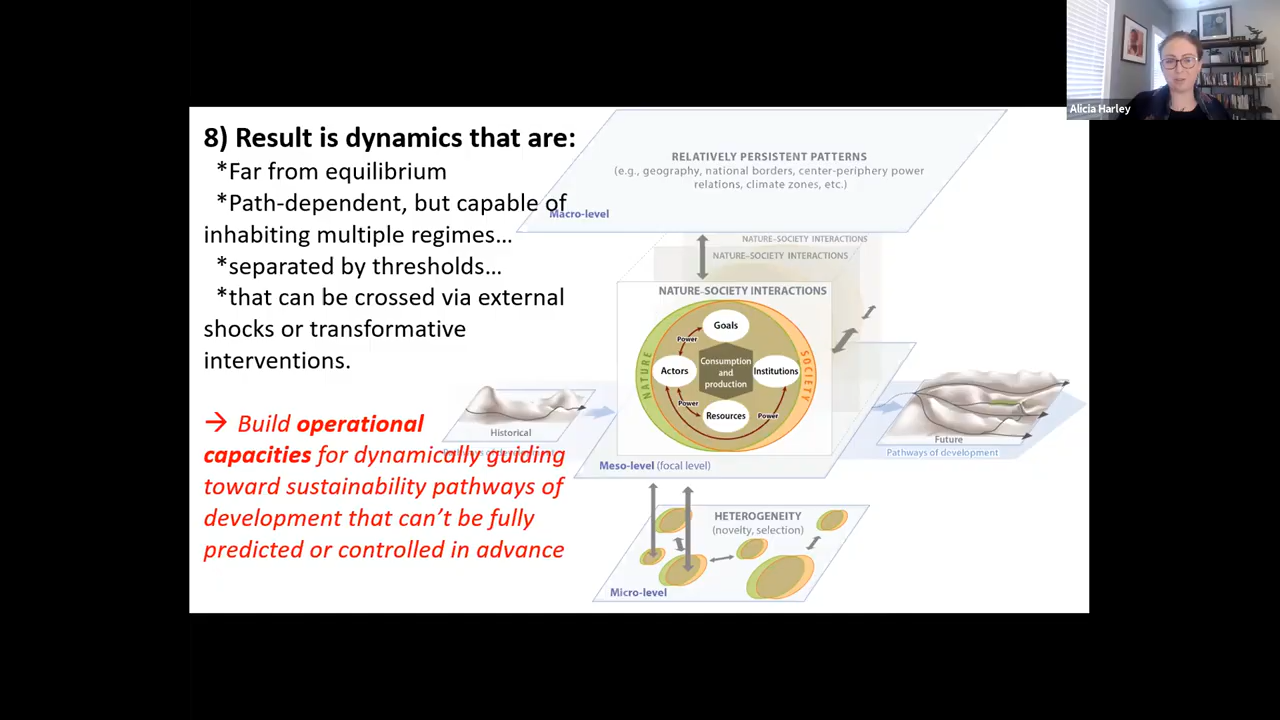 Alicia Harley
8) Result is dynamics that are:
*Far from equilibrium
*Path-dependent, but capable of
inhabiting multiple regimes…
*separated by thresholds…
*that can be crossed via external
shocks or transformative
interventions.
→ Build operational
capacities for dynamically guiding
toward sustainability pathways of
development that can’t be fully
predicted or controlled in advance
RELATIVELY PERSISTENT PATTERNS
(e.g., geography, national borders, center-periphery power
relations, climate zones, etc.)
Macro-level
NATURE–SOCIETY INTERACTIONS
NATURE–SOCIETY INTERACTIONS
NATURE–SOCIETY INTERACTIONS
Goals
Power
Actors
Consumption
and
production
Institutions
NATURE
SOCIETY
Power
Resources
Power
Historical
Future
Pathways of development
Meso-level (focal level)
HETEROGENEITY
(novelty, selection)
Micro-level